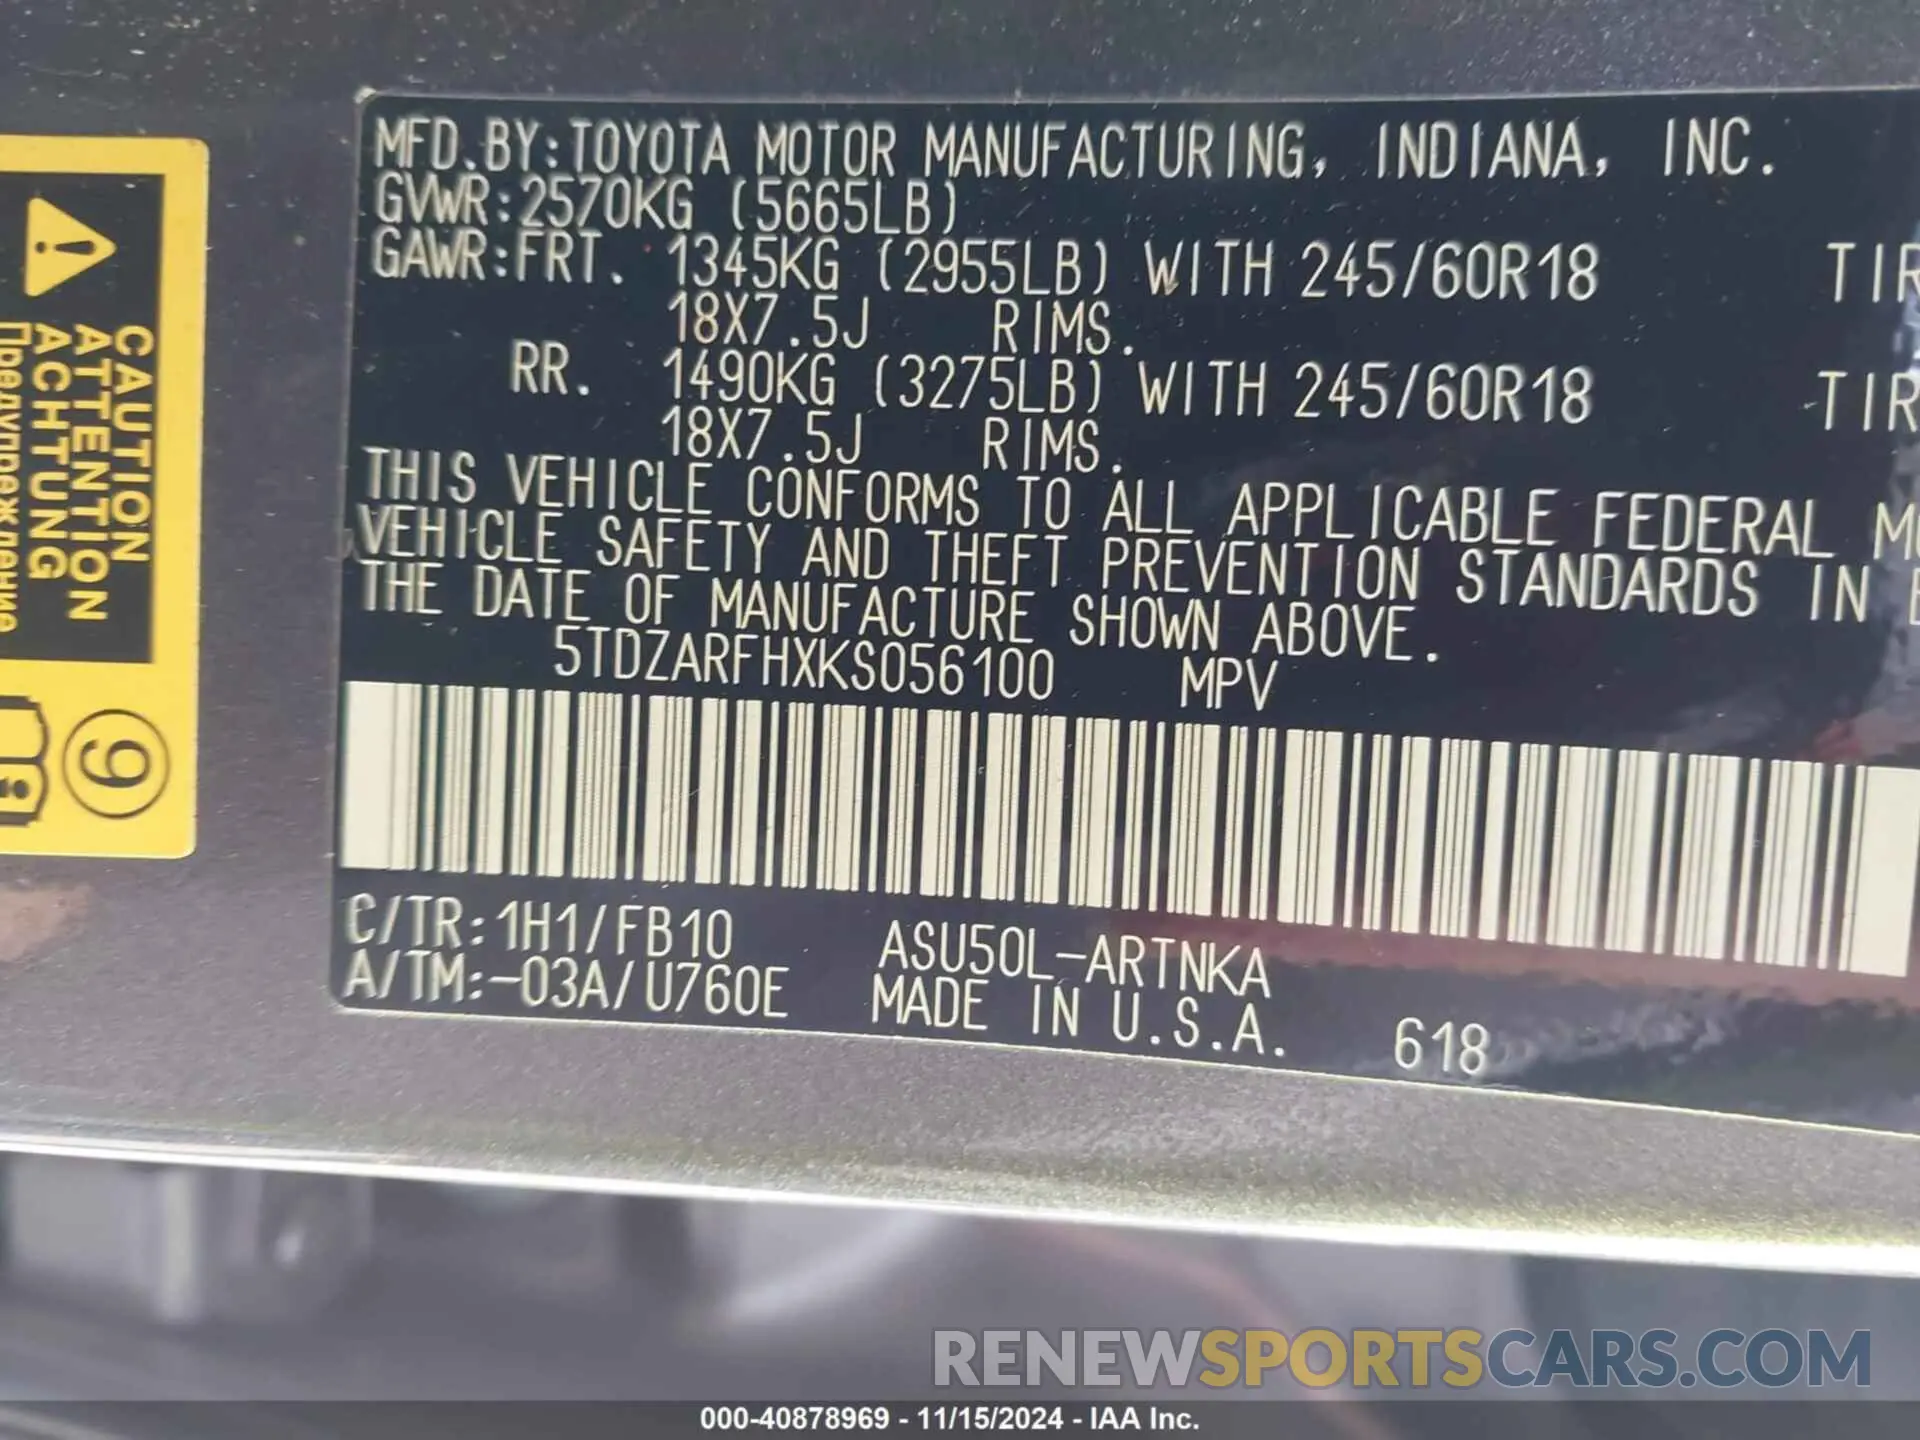 MFD.BY:TOYOTA MOTOR MANUFACTURING, INDIANA, INC.
GVWR:2570KG (5665LB)
GAWR:FRT. 1345KG (2955LB) WITH 245/60R18 TIR
18X7.5J RIMS.
RR. 1490KG (3275LB) WITH 245/60R18 TIR
18X7.5J RIMS.
THIS VEHICLE CONFORMS TO ALL APPLICABLE FEDERAL
VEHICLE SAFETY AND THEFT PREVENTION STANDARDS IN
THE DATE OF MANUFACTURE SHOWN ABOVE.
5TDZARFHXKS056100 MPV
C/TR:1H1/FB10 ASU50L-ARTNKA
A/TM:-03A/U760E MADE IN U.S.A. 618
CAUTION
ATTENTION
ACHTUNG
Предупреждение
9
RENEWSPORTSCARS.COM
000-40878969 - 11/15/2024 - IAA Inc.